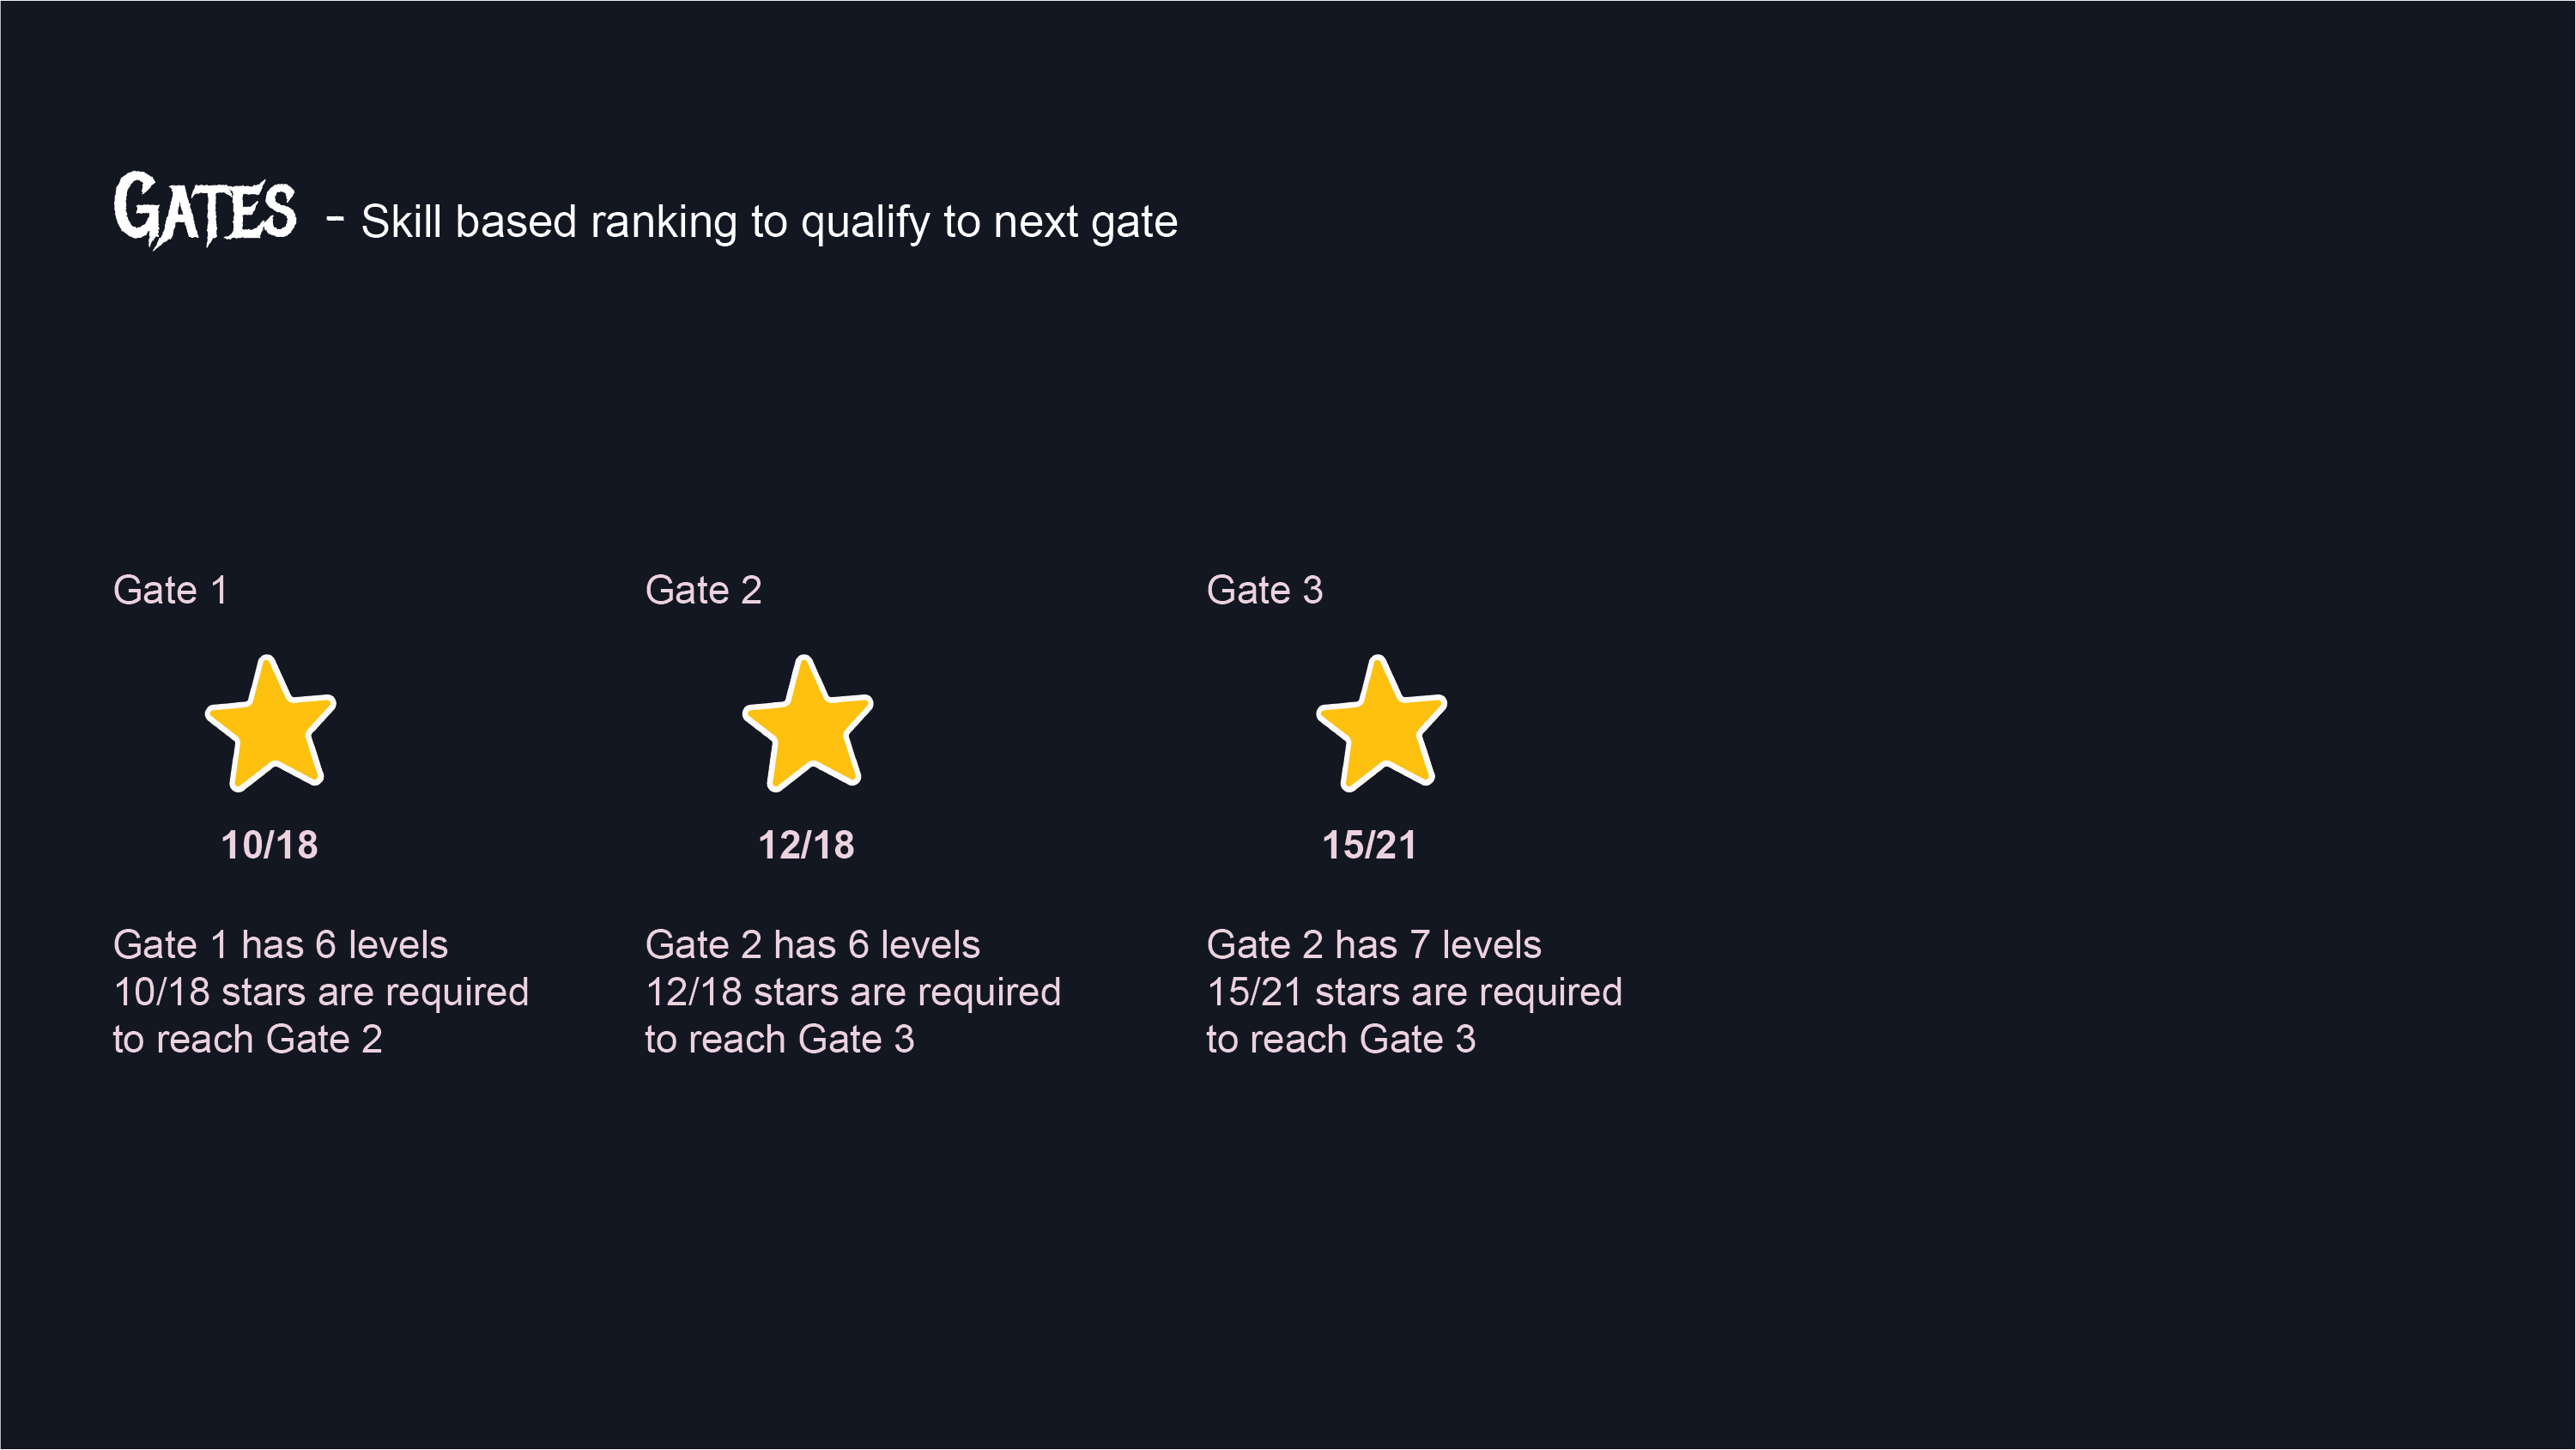 GATES - Skill based ranking to qualify to next gate
Gate 1
Gate 2
Gate 3
10/18
12/18
15/21
Gate 1 has 6 levels
10/18 stars are required
to reach Gate 2
Gate 2 has 6 levels
12/18 stars are required
to reach Gate 3
Gate 2 has 7 levels
15/21 stars are required
to reach Gate 3